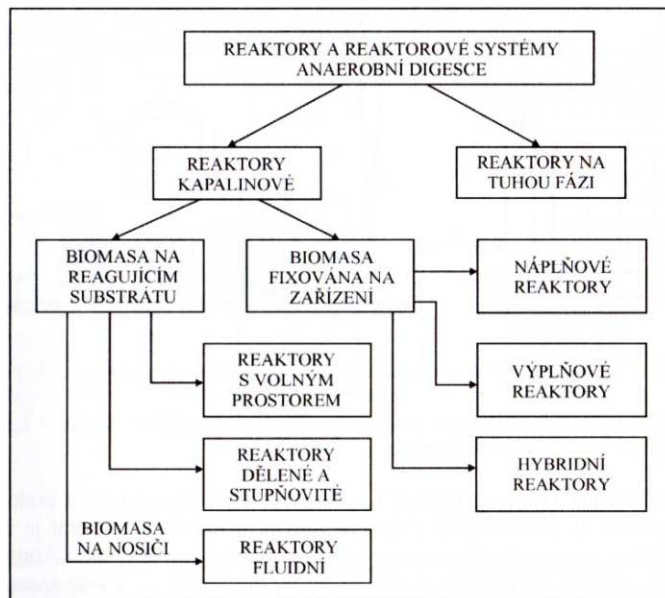 REAKTORY A REAKTOROVÉ SYSTÉMY
ANAEROBNÍ DIGESCE
REAKTORY
KAPALINOVÉ
REAKTORY NA
TUHOU FÁZI
BIOMASA NA
REAGUJÍCÍM
SUBSTRÁTU
BIOMASA
FIXOVÁNA NA
ZAŘÍZENÍ
NÁPLŇOVÉ
REAKTORY
REAKTORY
S VOLNÝM
PROSTOREM
VÝPLŇOVÉ
REAKTORY
REAKTORY
DĚLENÉ A
STUPŇOVITÉ
HYBRIDNÍ
REAKTORY
BIOMASA
NA NOSIČI
REAKTORY
FLUIDNÍ